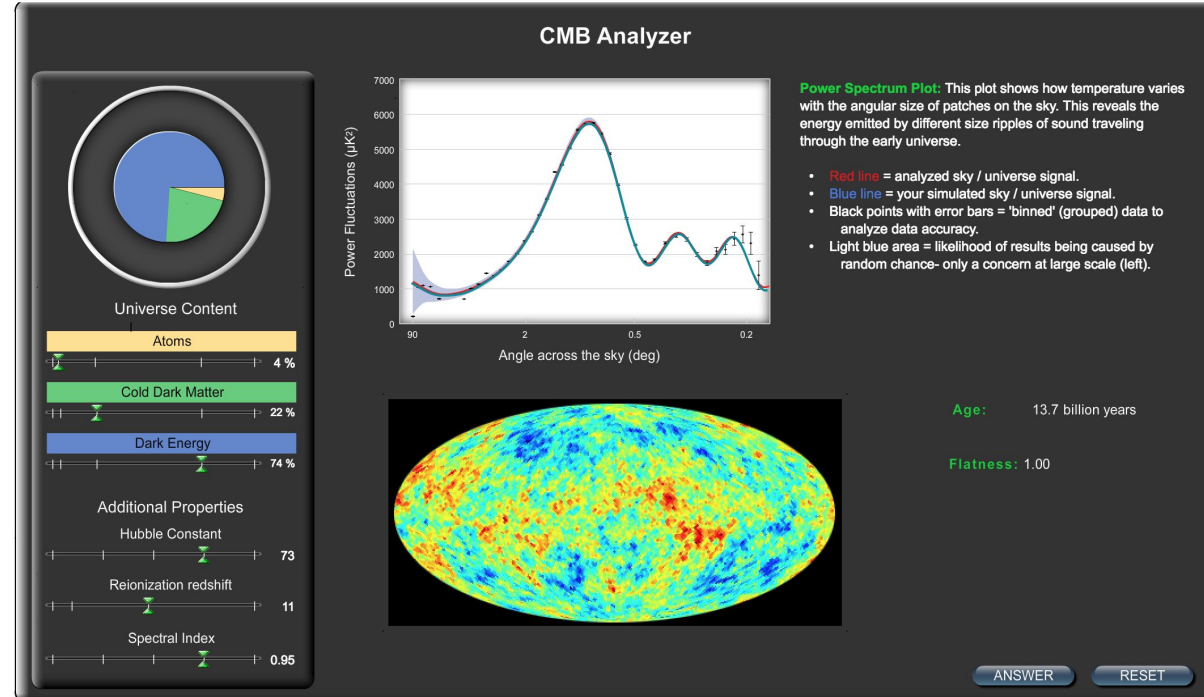 CMB Analyzer
Universe Content
Atoms
4 %
Cold Dark Matter
22 %
Dark Energy
74 %
Additional Properties
Hubble Constant
73
Reionization redshift
11
Spectral Index
0.95
7000
6000
5000
4000
3000
2000
1000
0
Power Fluctuations (µK2)
90
2
0.5
0.2
Angle across the sky (deg)
Power Spectrum Plot: This plot shows how temperature varies
with the angular size of patches on the sky. This reveals the
energy emitted by different size ripples of sound traveling
through the early universe.
• Red line = analyzed sky / universe signal.
• Blue line = your simulated sky / universe signal.
• Black points with error bars = 'binned' (grouped) data to
analyze data accuracy.
• Light blue area = likelihood of results being caused by
random chance- only a concern at large scale (left).
Age: 13.7 billion years
Flatness: 1.00
ANSWER
RESET